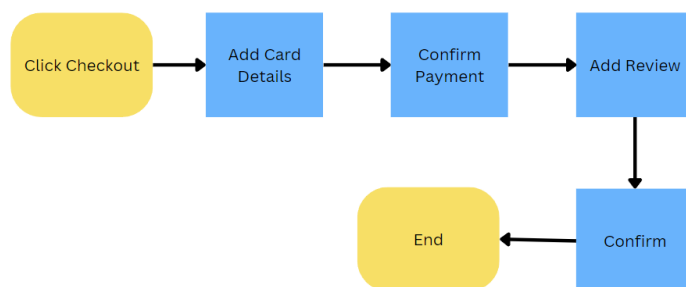 Click Checkout
Add Card
Details
Confirm
Payment
Add Review
Confirm
End